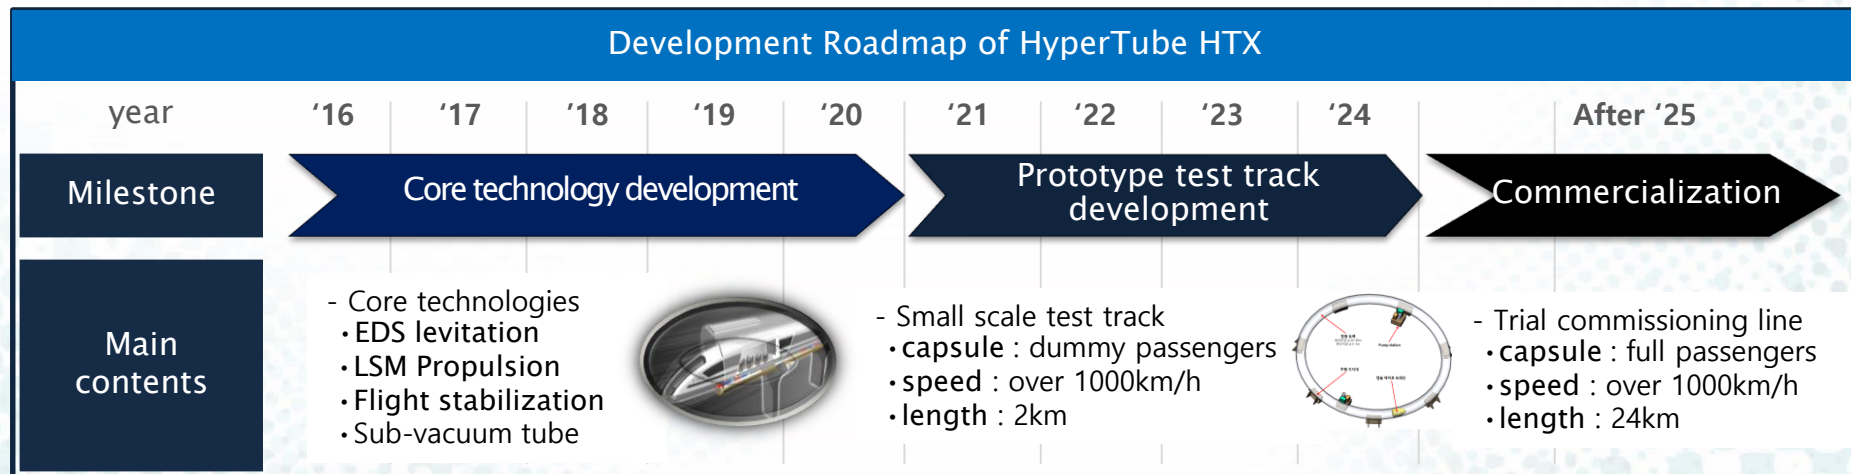 Development Roadmap of HyperTube HTX
year ‘16 ‘17 ‘18 ‘19 ‘20 ‘21 ‘22 ‘23 ‘24 After ‘25
Milestone
Core technology development
Prototype test track
development
Commercialization
Main
contents
- Core technologies
·EDS levitation
·LSM Propulsion
·Flight stabilization
·Sub-vacuum tube
- Small scale test track
·capsule : dummy passengers
·speed : over 1000km/h
·length : 2km
Pump station
- Trial commissioning line
·capsule : full passengers
·speed : over 1000km/h
·length : 24km